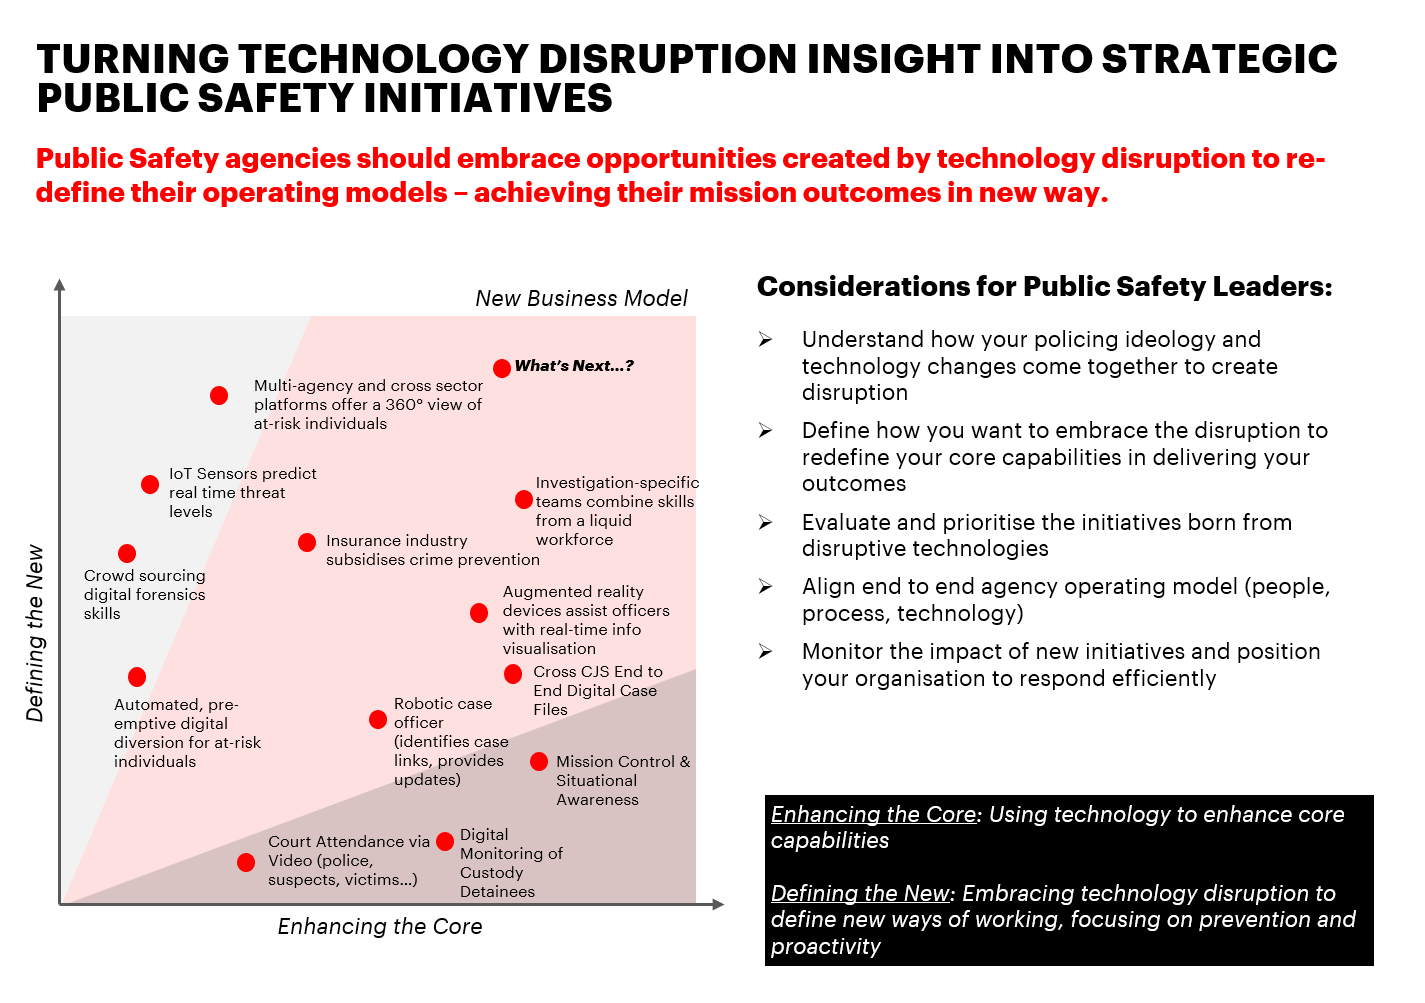 TURNING TECHNOLOGY DISRUPTION INSIGHT INTO STRATEGIC
PUBLIC SAFETY INITIATIVES
Public Safety agencies should embrace opportunities created by technology disruption to re-
define their operating models – achieving their mission outcomes in new way.
New Business Model
What's Next...?
Multi-agency and cross sector
platforms offer a 360° view of
at-risk individuals
IoT Sensors predict
real time threat
levels
Investigation-specific
teams combine skills
from a liquid
workforce
Insurance industry
subsidises crime prevention
Crowd sourcing
digital forensics
skills
Augmented reality
devices assist officers
with real-time info
visualisation
Cross CJS End to
End Digital Case
Files
Automated, pre-
emptive digital
diversion for at-risk
individuals
Robotic case
officer
(identifies case
links, provides
updates)
Mission Control &
Situational
Awareness
Court Attendance via
Video (police,
suspects, victims...)
Digital
Monitoring of
Custody
Detainees
Defining the New
Enhancing the Core
Considerations for Public Safety Leaders:
Understand how your policing ideology and
technology changes come together to create
disruption
Define how you want to embrace the disruption to
redefine your core capabilities in delivering your
outcomes
Evaluate and prioritise the initiatives born from
disruptive technologies
Align end to end agency operating model (people,
process, technology)
Monitor the impact of new initiatives and position
your organisation to respond efficiently
Enhancing the Core: Using technology to enhance core
capabilities
Defining the New: Embracing technology disruption to
define new ways of working, focusing on prevention and
proactivity